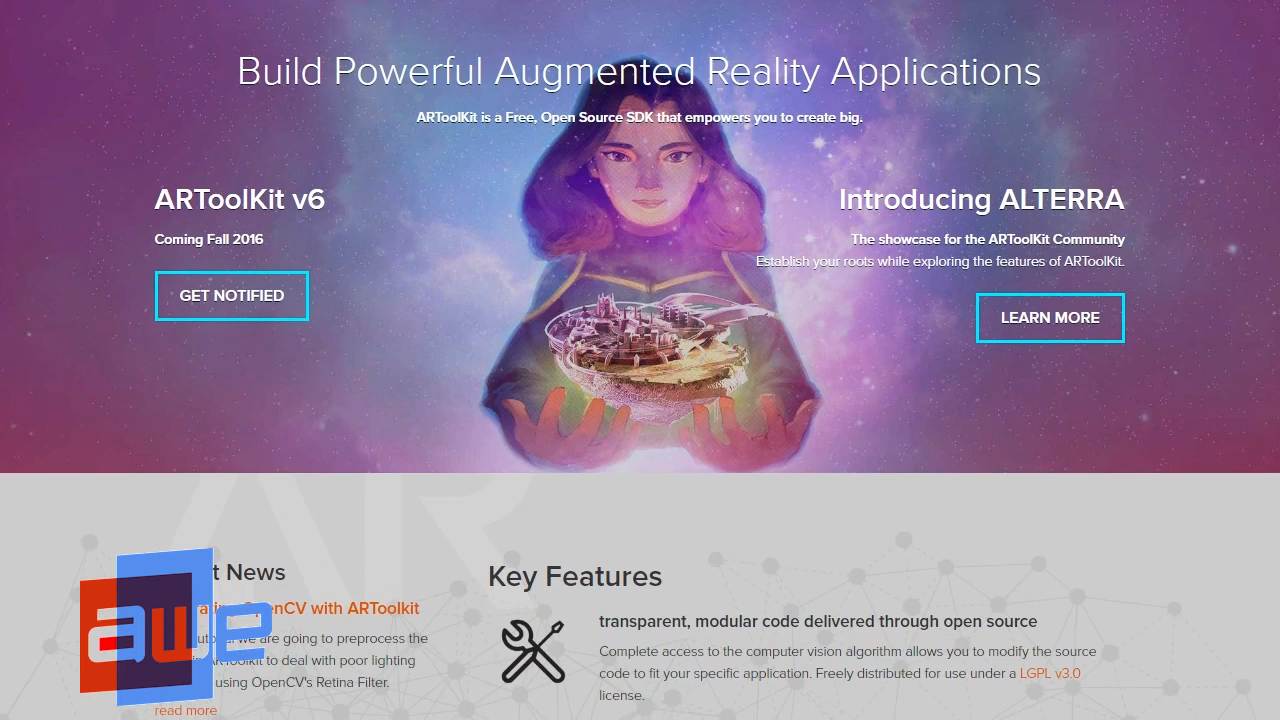 Build Powerful Augmented Reality Applications
ARToolKit is a Free, Open Source SDK that empowers you to create big.
ARToolKit v6
Coming Fall 2016
GET NOTIFIED
Introducing ALTERRA
The showcase for the ARToolKit Community
Establish your roots while exploring the features of ARToolKit.
LEARN MORE
AR
News
OpenCV with ARToolkit
we are going to preprocess the
ARToolkit to deal with poor lighting
using OpenCV's Retina Filter.
read more
awe
Key Features
transparent, modular code delivered through open source
Complete access to the computer vision algorithm allows you to modify the source
code to fit your specific application. Freely distributed for use under a LGPL v3.0
license.